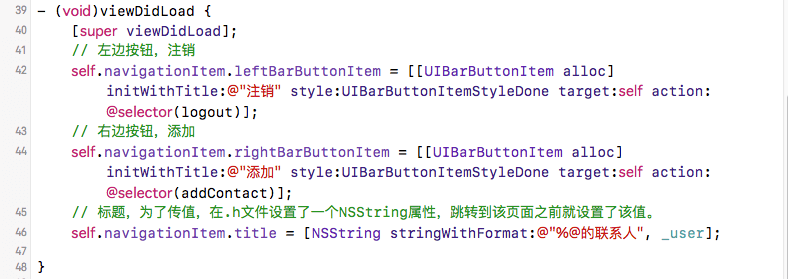 39 - (void)viewDidLoad {
40 [super viewDidLoad];
41 // 左边按钮，注销
42 self.navigationItem.leftBarButtonItem = [[UIBarButtonItem alloc]
initWithTitle:@"注销" style:UIBarButtonItemStyleDone target:self action:
@selector(logout)];
43 // 右边按钮，添加
44 self.navigationItem.rightBarButtonItem = [[UIBarButtonItem alloc]
initWithTitle:@"添加" style:UIBarButtonItemStyleDone target:self action:
@selector(addContact)];
45 // 标题，为了传值，在.h文件设置了一个NSString属性，跳转到该页面之前就设置了该值。
46 self.navigationItem.title = [NSString stringWithFormat:@"%@的联系人", _user];
47
48 }